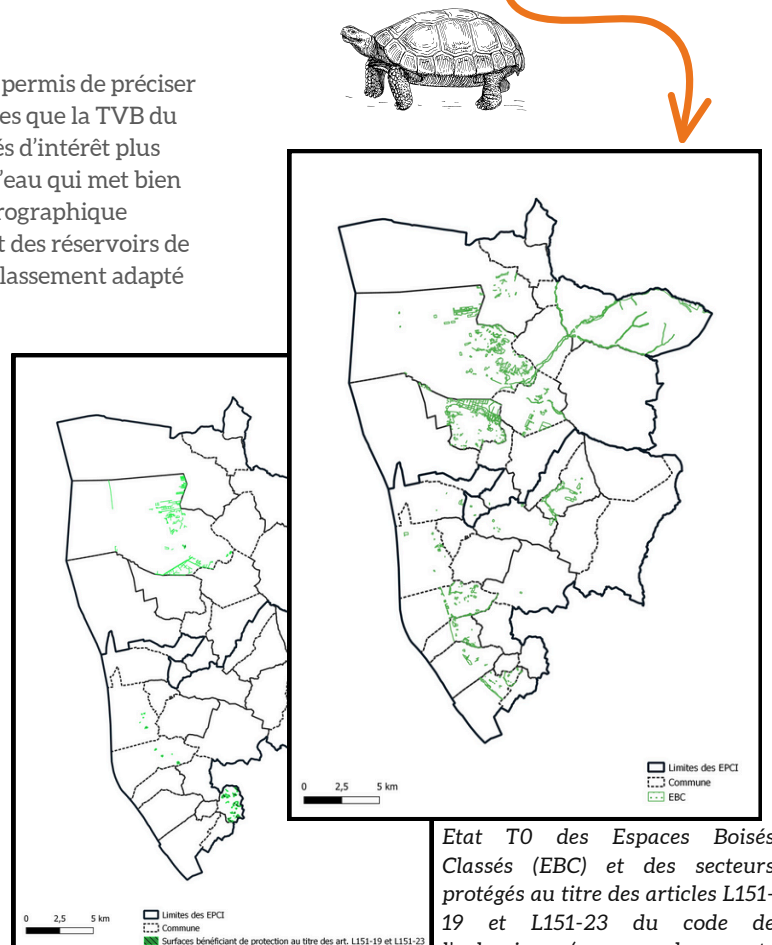 permis de préciser
es que la TVB du
s d'intérêt plus
'eau qui met bien
rographique
t des réservoirs de
lassement adapté
0 2,5 5 km
Limites des EPCI
Commune
EBC
0 2,5 5 km
Limites des EPCI
Commune
Surfaces bénéficiant de protection au titre des art. L151-19 et L151-23
Etat T0 des Espaces Boisés
Classés (EBC) et des secteurs
protégés au titre des articles L151-
19 et L151-23 du code de